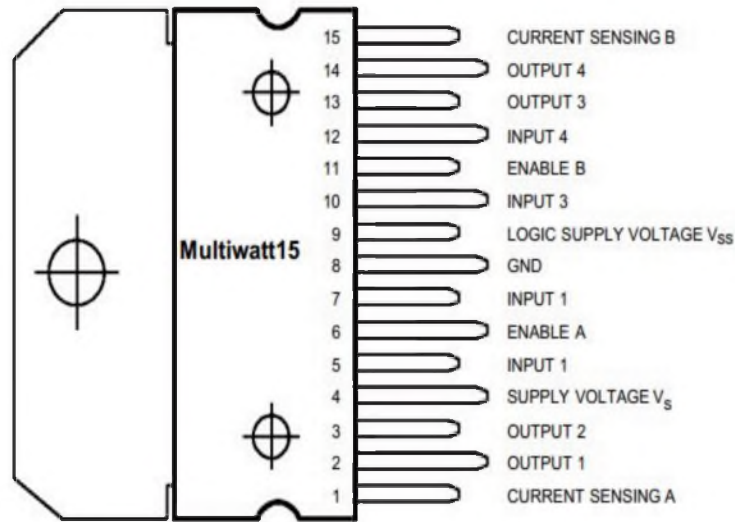 15 CURRENT SENSING B
14 OUTPUT 4
13 OUTPUT 3
12 INPUT 4
11 ENABLE B
10 INPUT 3
9 LOGIC SUPPLY VOLTAGE VSS
Multiwatt15
8 GND
7 INPUT 1
6 ENABLE A
5 INPUT 1
4 SUPPLY VOLTAGE VS
3 OUTPUT 2
2 OUTPUT 1
1 CURRENT SENSING A